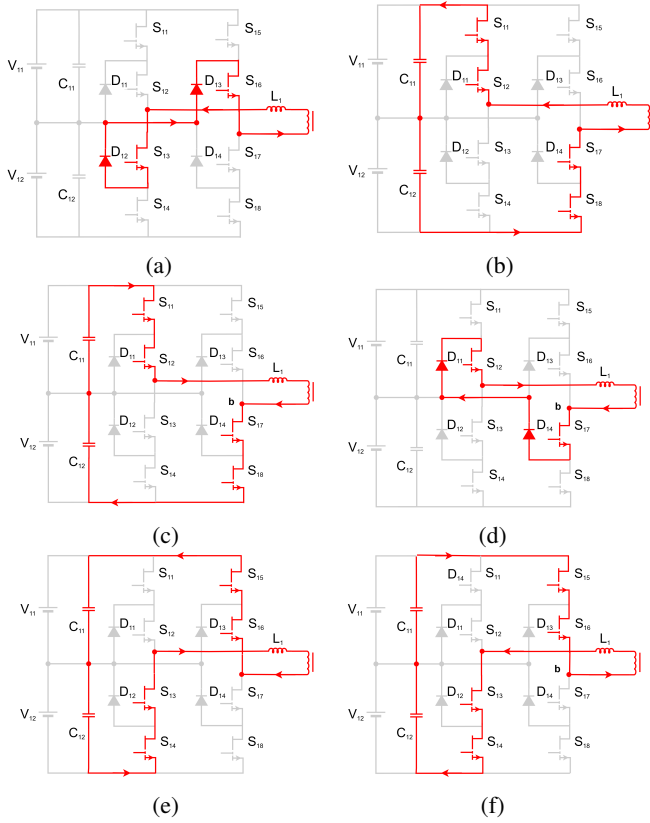 S11 S15
V11 C11 D11 D13 S16 L1
S12
V12 C12 D12 S13 D14 S17
S14 S18
(a)
S11 S15
V11 C11 D11 S12 D13 S16 L1
V12 C12 D12 S13 D14 S17
S14 S18
(b)
S11 S15
V11 C11 D11 S12 D13 S16 L1
b
V12 C12 D12 S13 D14 S17
S14 S18
(c)
S11 S15
V11 C11 D11 S12 D13 S16 L1
b
V12 C12 D12 S13 D14 S17
S14 S18
(d)
S11 S15
V11 C11 D11 S12 D13 S16 L1
V12 C12 D12 S13 D14 S17
S14 S18
(e)
D14 S11 S15
V11 C11 D11 S12 D13 S16 L1
b
V12 C12 D12 S13 D14 S17
S14 S18
(f)